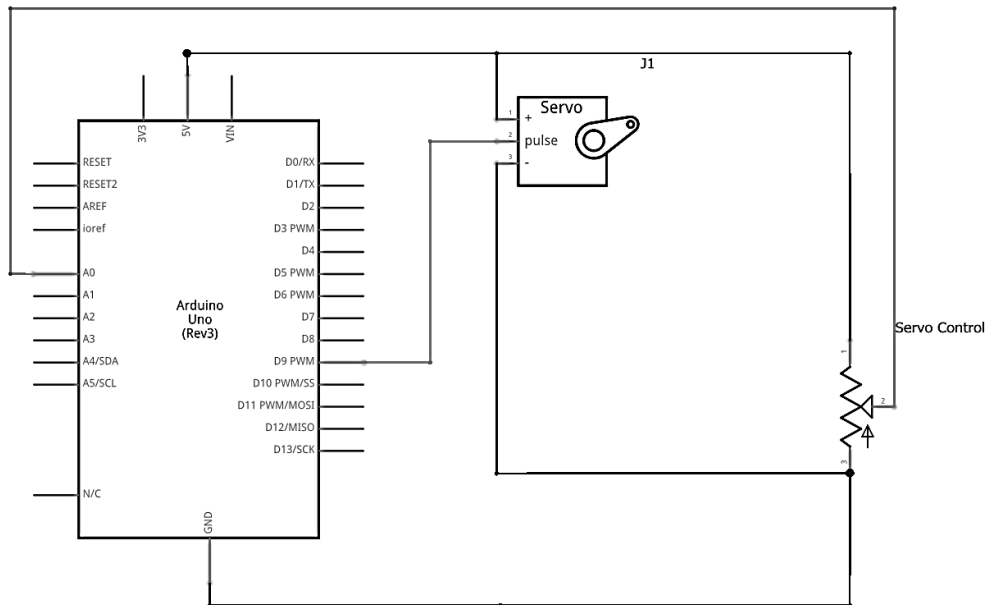 J1
Servo
1
+
2
pulse
3
-
3V3
5V
VIN
RESET
D0/RX
RESET2
D1/TX
AREF
D2
ioref
D3 PWM
D4
A0
D5 PWM
A1
D6 PWM
A2
D7
A3
D8
A4/SDA
D9 PWM
A5/SCL
D10 PWM/SS
D11 PWM/MOSI
D12/MISO
D13/SCK
N/C
GND
Arduino
Uno
(Rev3)
Servo Control
1
2
3